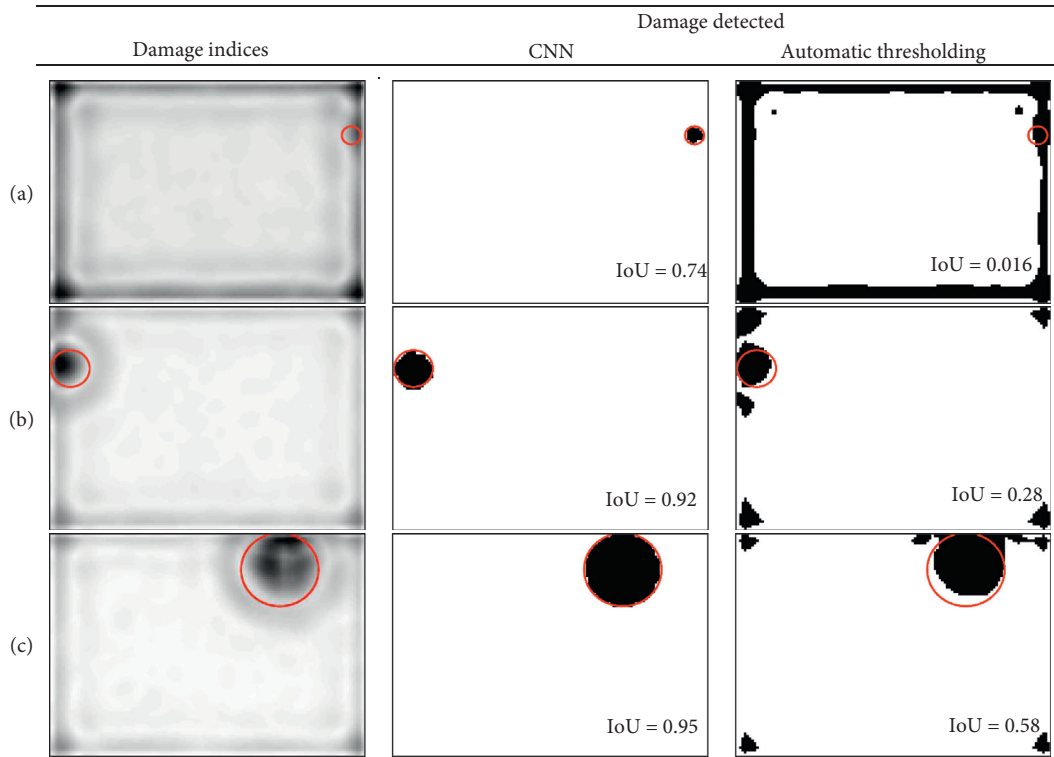 Damage detected
Damage indices CNN Automatic thresholding
(a)
IoU = 0.74 IoU = 0.016
(b)
IoU = 0.92 IoU = 0.28
(c)
IoU = 0.95 IoU = 0.58